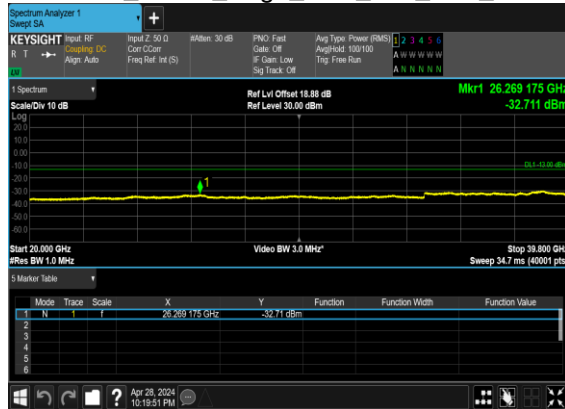 Spectrum Analyzer 1
Swept SA
+
KEYSIGHT Input: RF Input Z: 50 Ω #Atten: 30 dB PNO: Fast Avg Type: Power (RMS) 1 2 3 4 5 6
R T Coupling: DC Corr CCorr Gate: Off Avg|Hold: 100/100 A W W W W W
Align: Auto Freq Ref: Int (S) IF Gain: Low Trig: Free Run
Sig Track: Off A N N N N N
LW
1 Spectrum Ref Lvl Offset 18.88 dB Mkr1 26.269 175 GHz
Scale/Div 10 dB Ref Level 30.00 dBm -32.711 dBm
Log
20.0
10.0
0.00
-10.0
DL1 -13.00 dBm
-20.0
1
-30.0
-40.0
-50.0
-60.0
Start 20.000 GHz Video BW 3.0 MHz* Stop 39.800 GHz
#Res BW 1.0 MHz Sweep 34.7 ms (40001 pts)
5 Marker Table
Mode Trace Scale X Y Function Function Width Function Value
1 N 1 f 26.269 175 GHz -32.71 dBm
2
3
4
5
6
? Apr 28, 2024
10:19:51 PM